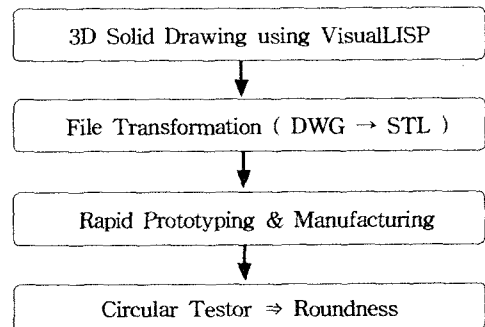 3D Solid Drawing using VisualLISP
File Transformation ( DWG → STL )
Rapid Prototyping & Manufacturing
Circular Testor ⇒ Roundness